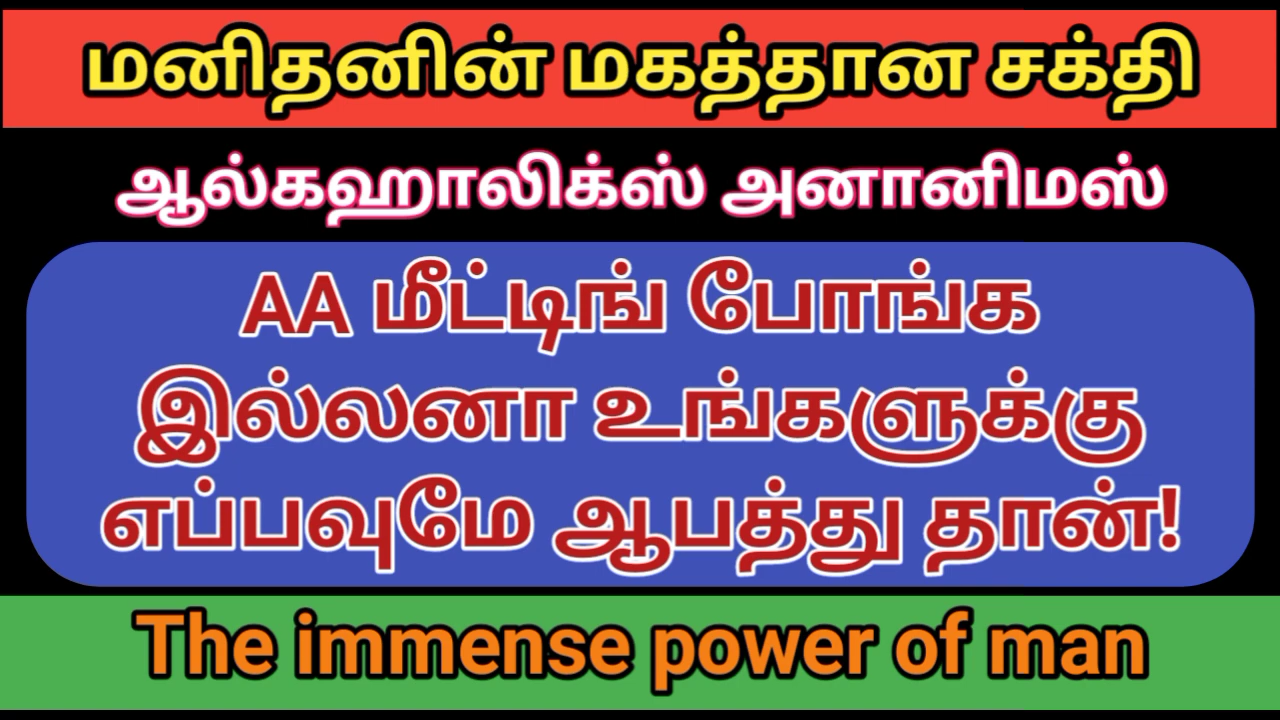 மனிதனின் மகத்தான சக்தி
ஆல்கஹாலிக்ஸ் அனானிமஸ்
AA மீட்டிங் போங்க
இல்லனா உங்களுக்கு
எப்பவுமே ஆபத்து தான்!
The immense power of man